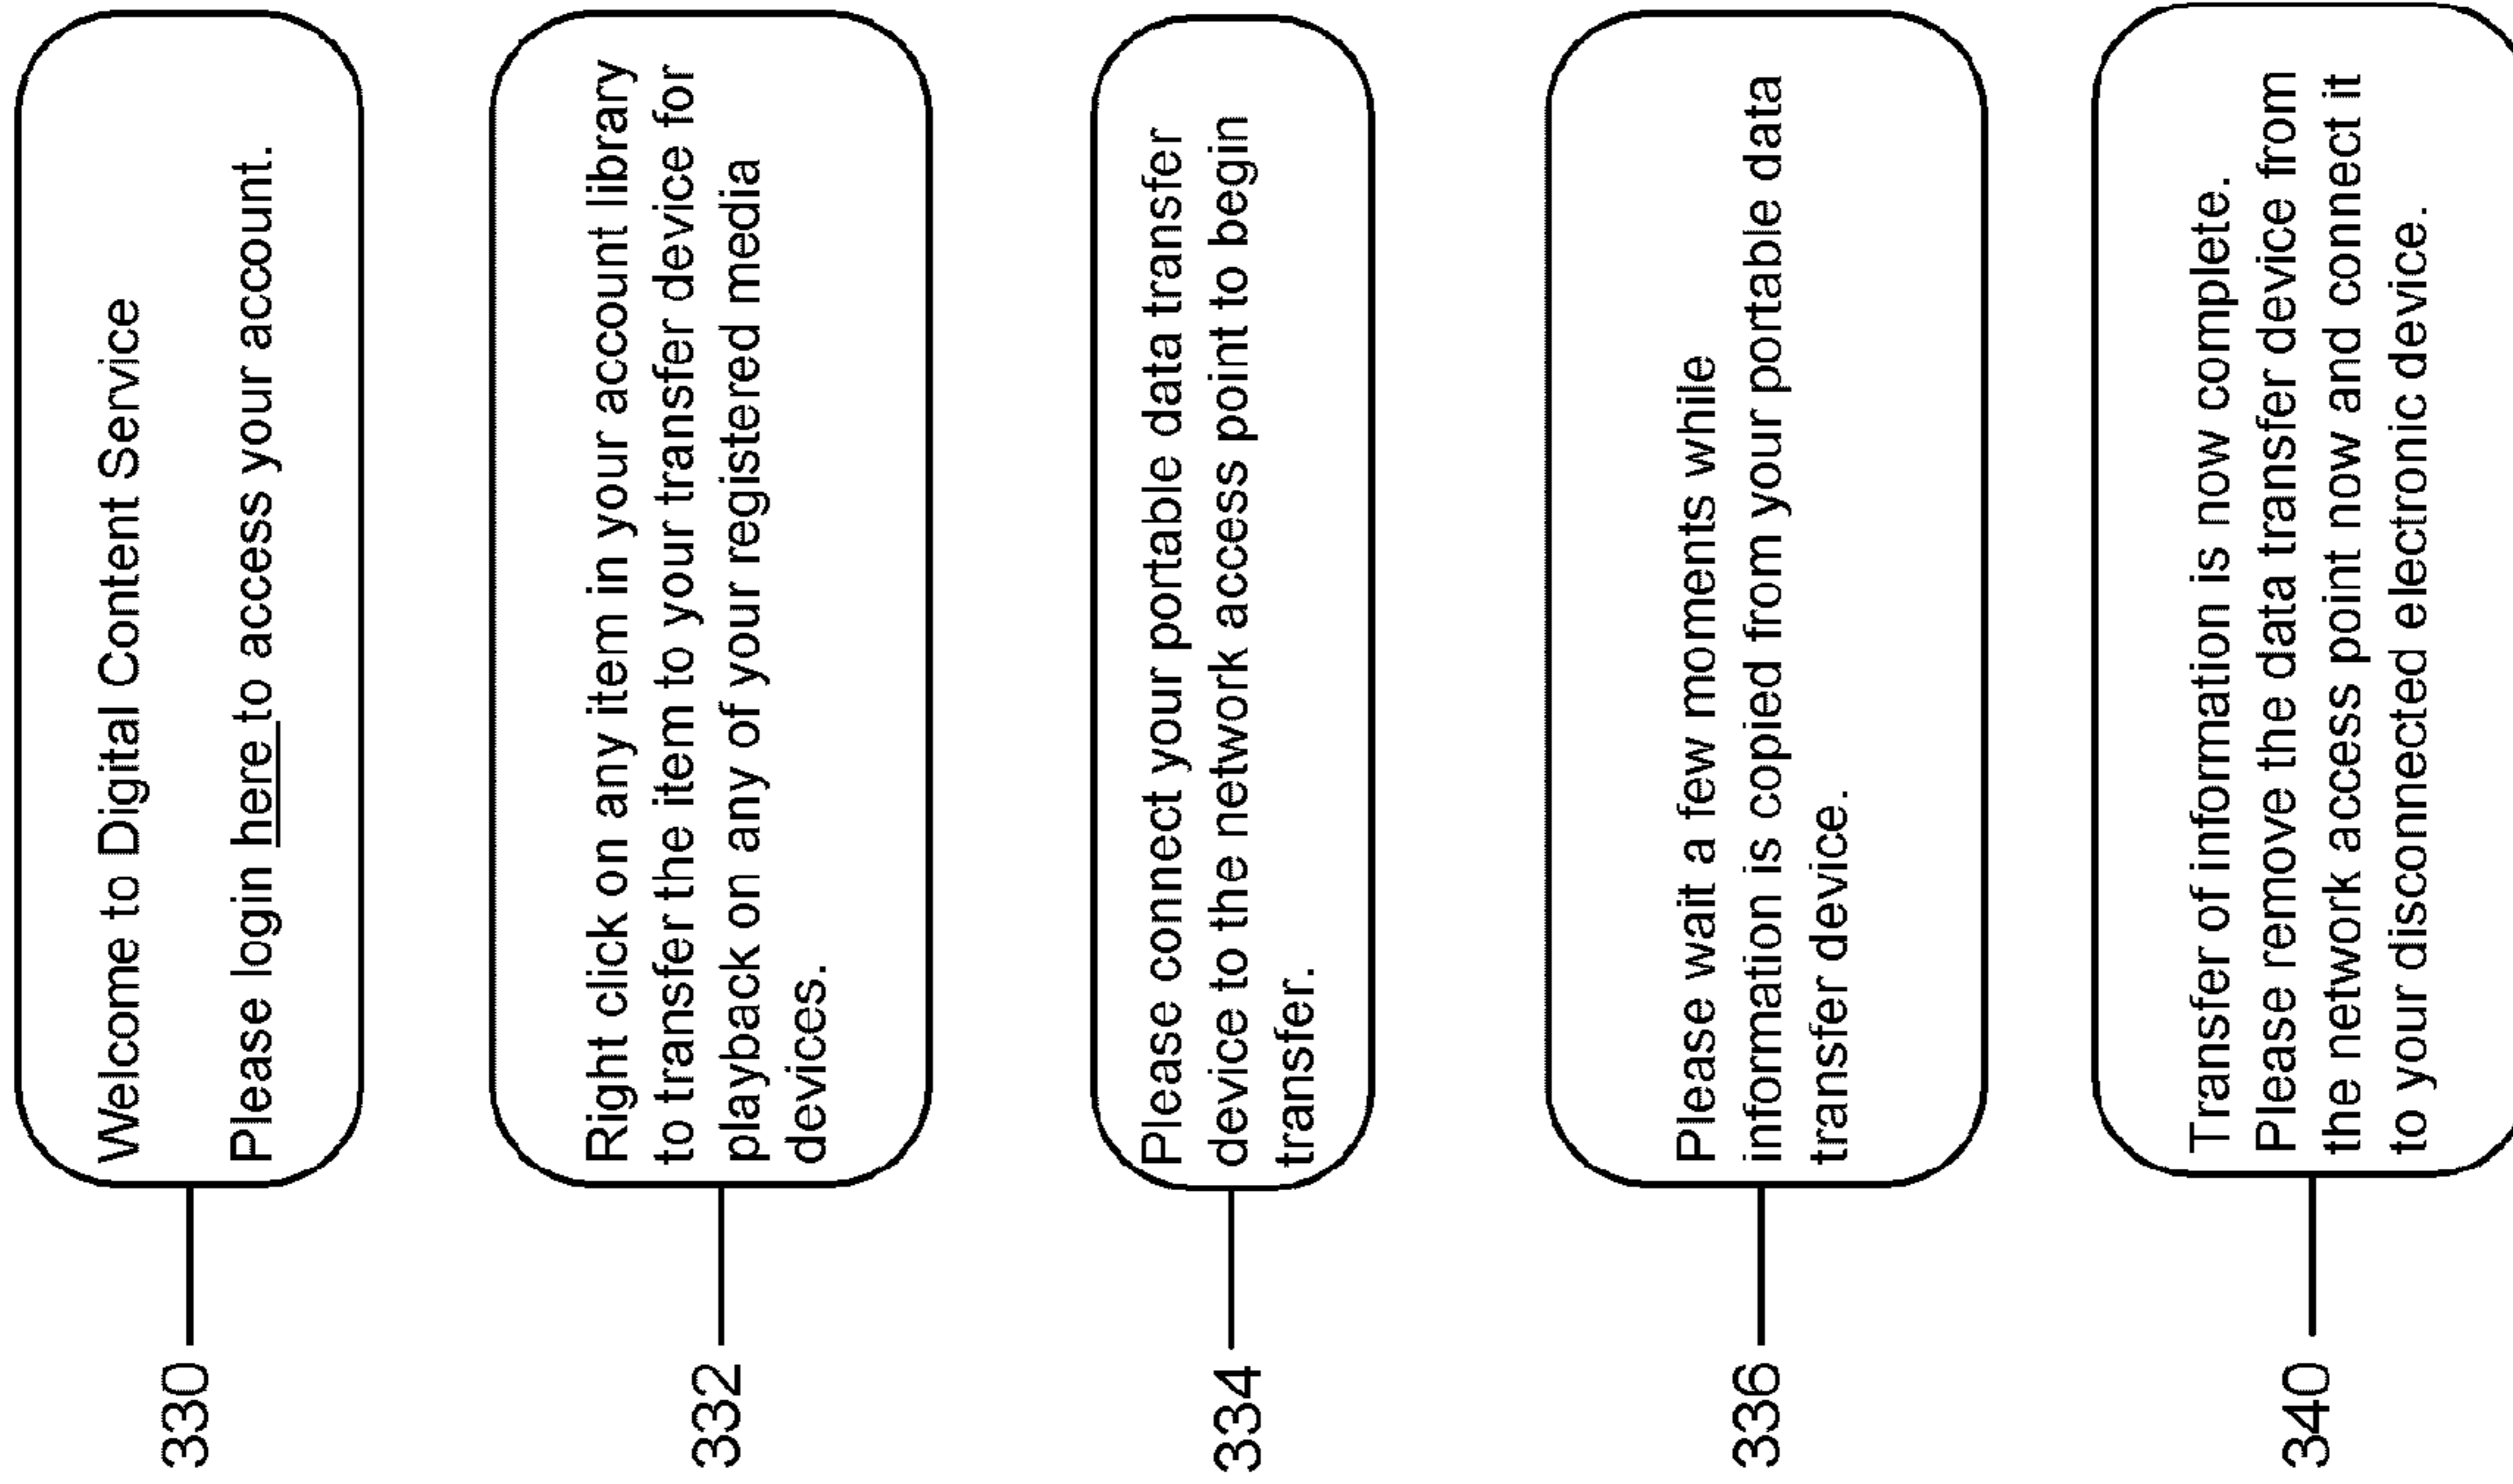 330
Welcome to Digital Content Service
Please login here to access your account.
332
Right click on any item in your account library
to transfer the item to your transfer device for
playback on any of your registered media
devices.
334
Please connect your portable data transfer
device to the network access point to begin
transfer.
336
Please wait a few moments while
information is copied from your portable data
transfer device.
340
Transfer of information is now complete.
Please remove the data transfer device from
the network access point now and connect it
to your disconnected electronic device.